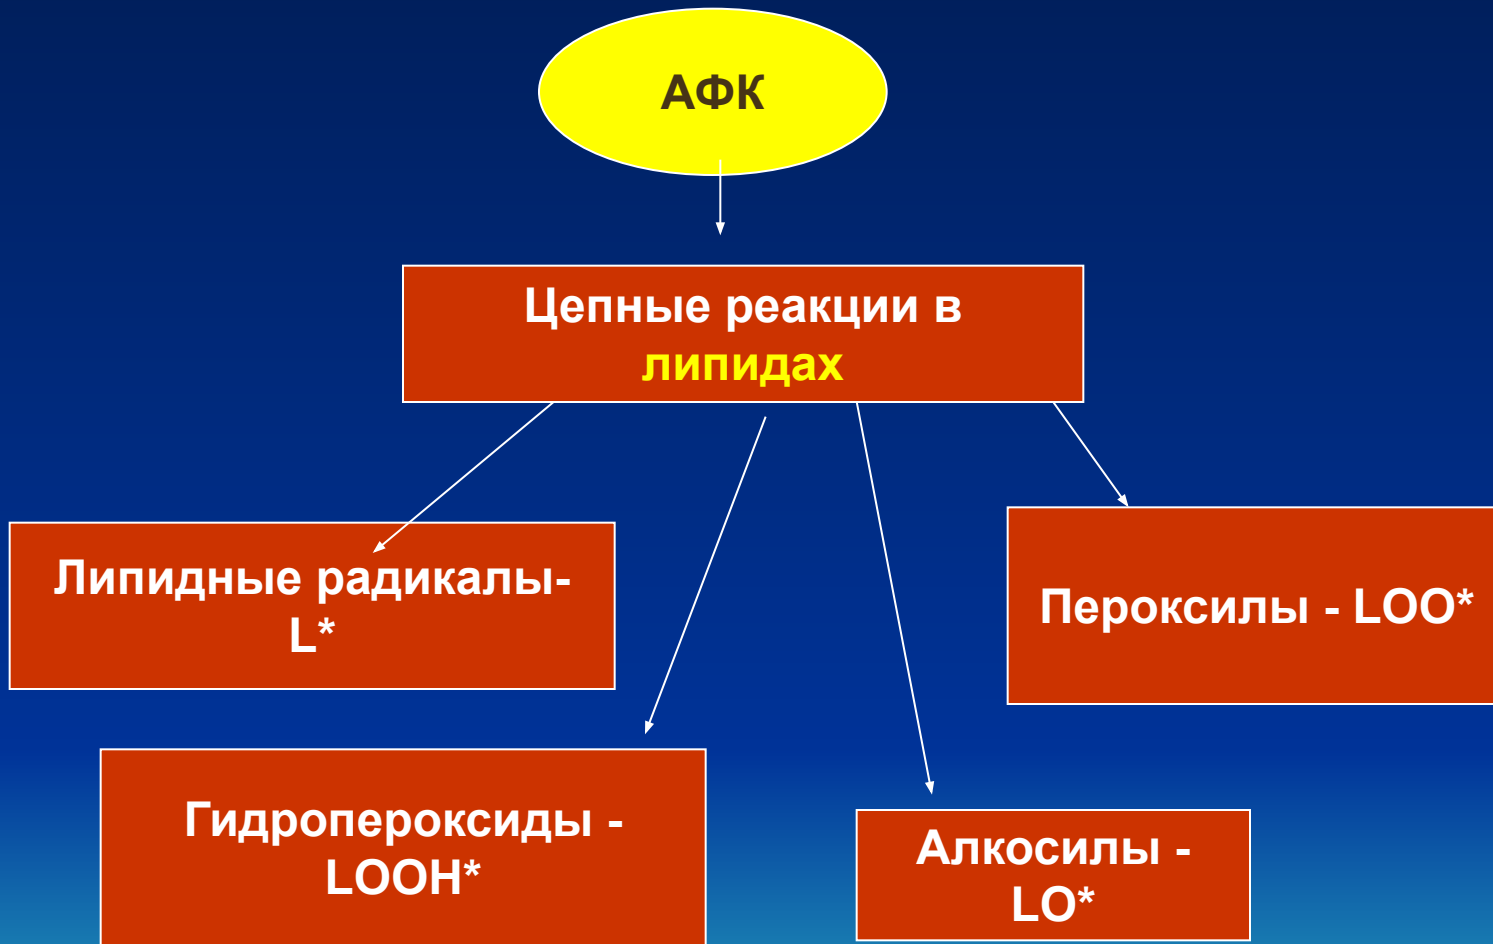 АФК
Цепные реакции в
липидах
Липидные радикалы-
L*
Пероксилы - LOO*
Гидропероксиды -
LOOH*
Алкосилы -
LO*